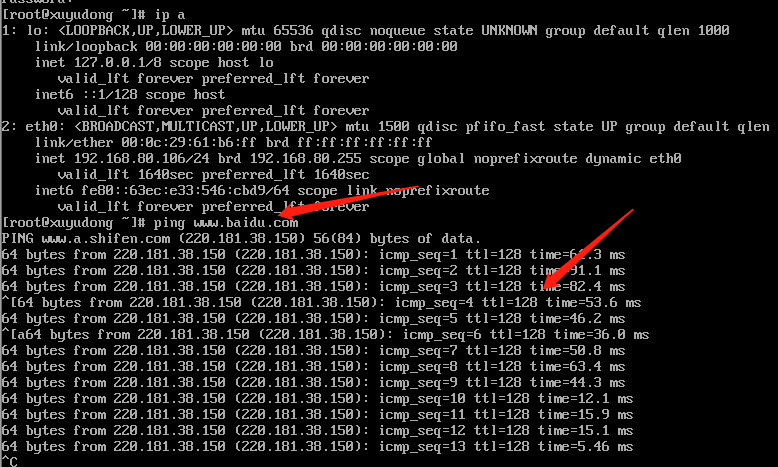 [root@xuyudong ~]# ip a
1: lo: <LOOPBACK,UP,LOWER_UP> mtu 65536 qdisc noqueue state UNKNOWN group default qlen 1000
link/loopback 00:00:00:00:00:00 brd 00:00:00:00:00:00
inet 127.0.0.1/8 scope host lo
valid_lft forever preferred_lft forever
inet6 ::1/128 scope host
valid_lft forever preferred_lft forever
2: eth0: <BROADCAST,MULTICAST,UP,LOWER_UP> mtu 1500 qdisc pfifo_fast state UP group default qlen
link/ether 00:0c:29:61:b6:ff brd ff:ff:ff:ff:ff:ff
inet 192.168.80.106/24 brd 192.168.80.255 scope global noprefixroute dynamic eth0
valid_lft 1640sec preferred_lft 1640sec
inet6 fe80::63ec:e33:546:cbd9/64 scope link noprefixroute
valid_lft forever preferred_lft forever
[root@xuyudong ~]# ping www.baidu.com
PING www.a.shifen.com (220.181.38.150) 56(84) bytes of data.
64 bytes from 220.181.38.150 (220.181.38.150): icmp_seq=1 ttl=128 ms
64 bytes from 220.181.38.150 (220.181.38.150): icmp_seq=2 ttl=128 time=91.1 ms
64 bytes from 220.181.38.150 (220.181.38.150): icmp_seq=3 ttl=128 time=82.4 ms
^[64 bytes from 220.181.38.150 (220.181.38.150): icmp_seq=4 ttl=128 time=53.6 ms
64 bytes from 220.181.38.150 (220.181.38.150): icmp_seq=5 ttl=128 time=46.2 ms
^[a64 bytes from 220.181.38.150 (220.181.38.150): icmp_seq=6 ttl=128 time=36.0 ms
64 bytes from 220.181.38.150 (220.181.38.150): icmp_seq=7 ttl=128 time=50.8 ms
64 bytes from 220.181.38.150 (220.181.38.150): icmp_seq=8 ttl=128 time=63.4 ms
64 bytes from 220.181.38.150 (220.181.38.150): icmp_seq=9 ttl=128 time=44.3 ms
64 bytes from 220.181.38.150 (220.181.38.150): icmp_seq=10 ttl=128 time=12.1 ms
64 bytes from 220.181.38.150 (220.181.38.150): icmp_seq=11 ttl=128 time=15.9 ms
64 bytes from 220.181.38.150 (220.181.38.150): icmp_seq=12 ttl=128 time=15.1 ms
64 bytes from 220.181.38.150 (220.181.38.150): icmp_seq=13 ttl=128 time=5.46 ms
^C